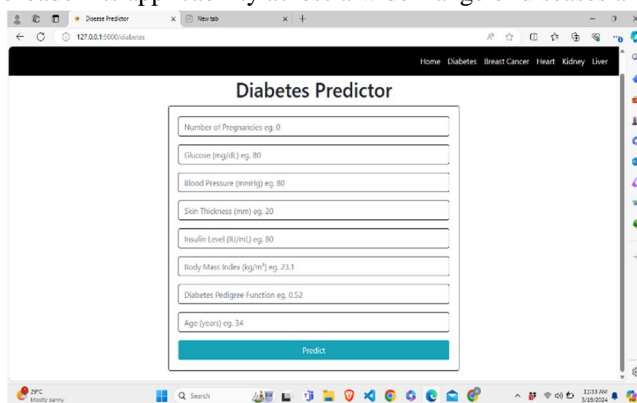 Disease Predictor
New tab
127.0.0.1:5000/diabetes
Home Diabetes Breast Cancer Heart Kidney Liver
Diabetes Predictor
Number of Pregnancies eg. 0
Glucose (mg/dL) eg. 80
Blood Pressure (mmHg) eg. 80
Skin Thickness (mm) eg. 20
Insulin Level (IU/mL) eg. 80
Body Mass Index (kg/m²) eg. 23.1
Diabetes Pedigree Function eg. 0.52
Age (years) eg. 34
Predict
29°C
Mostly sunny
Search
11:33 AM
3/19/2024